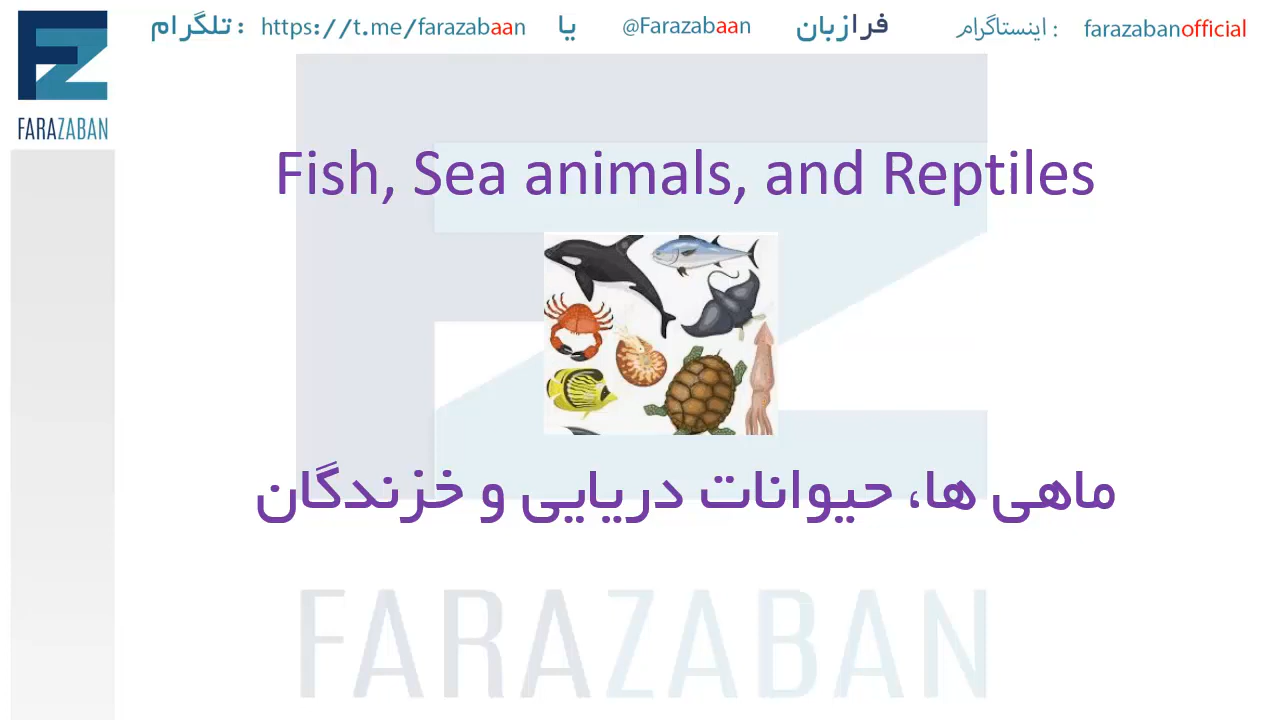 تلگرام : https://t.me/farazabaan یا @Farazabaan فرازبان اینستاگرام : farazabanofficial
FARAZABAN
Fish, Sea animals, and Reptiles
ماهی ها، حیوانات دریایی و خزندگان
FARAZABAN